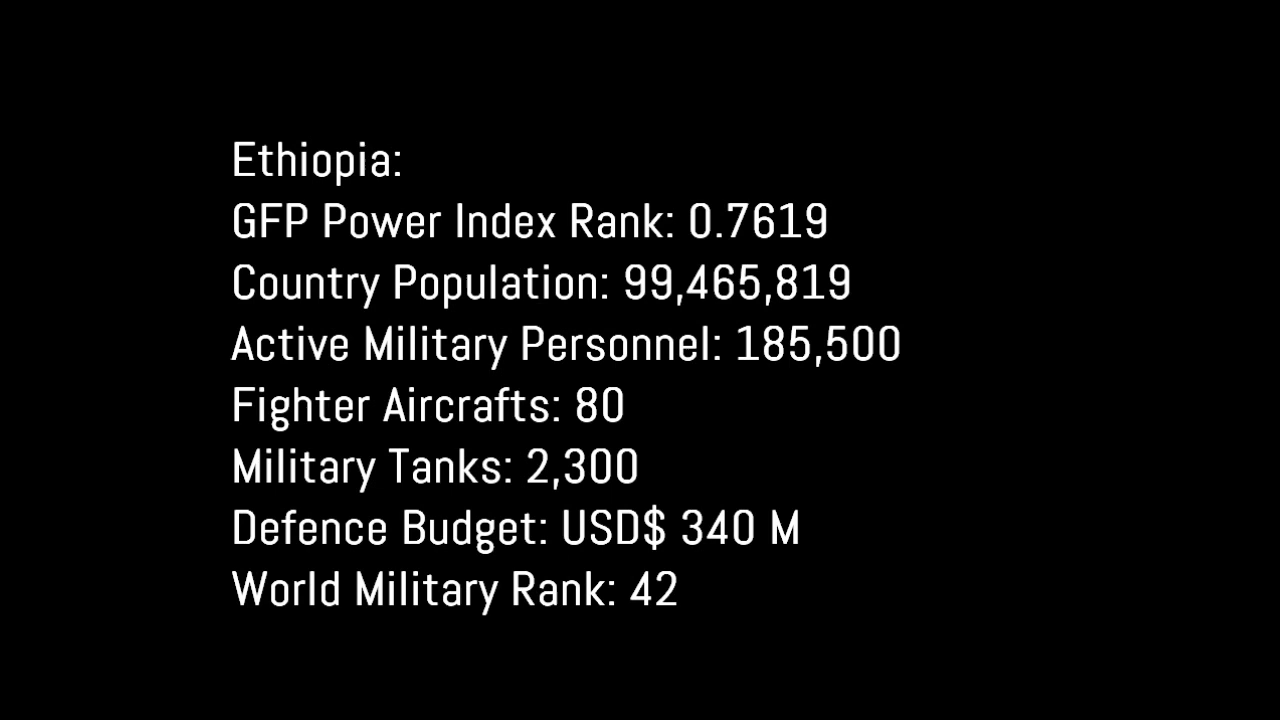 Ethiopia:
GFP Power Index Rank: 0.7619
Country Population: 99,465,819
Active Military Personnel: 185,500
Fighter Aircrafts: 80
Military Tanks: 2,300
Defence Budget: USD$ 340 M
World Military Rank: 42